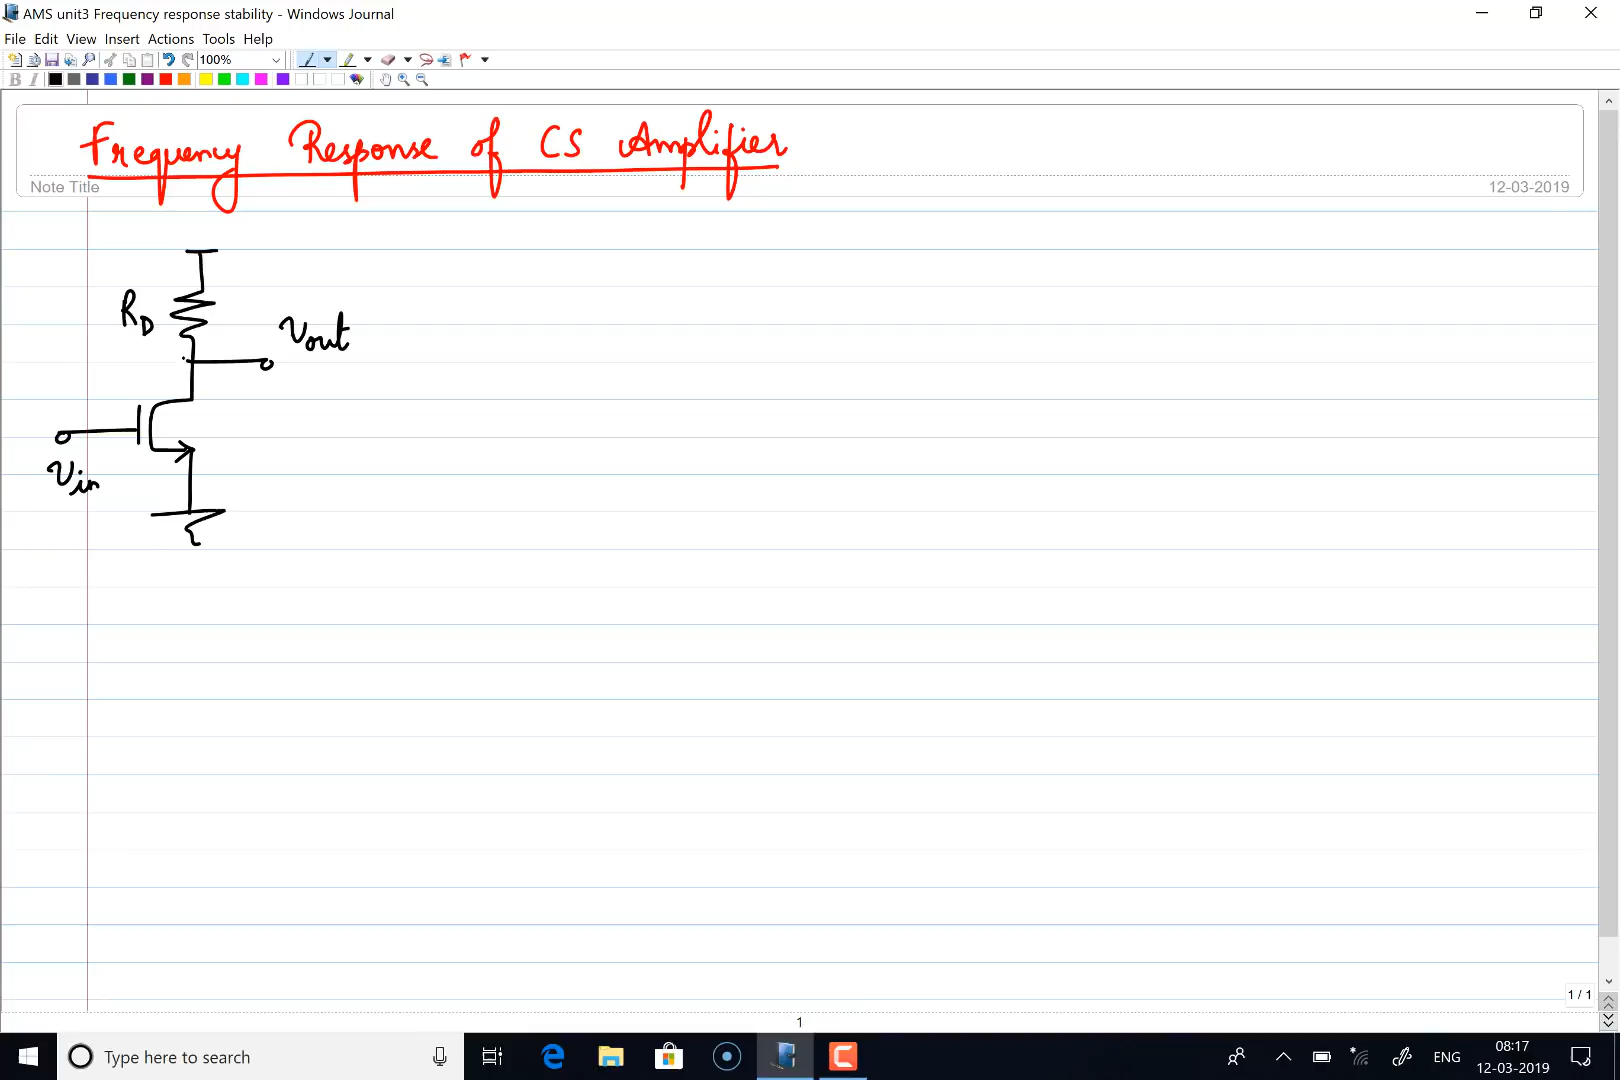 AMS unit3 Frequency response stability - Windows Journal
File Edit View Insert Actions Tools Help
100%
B I
Frequency Response of CS Amplifier
Note Title
12-03-2019
RD
Vout
Vin
1 / 1
1
Type here to search
ENG
08:17
12-03-2019